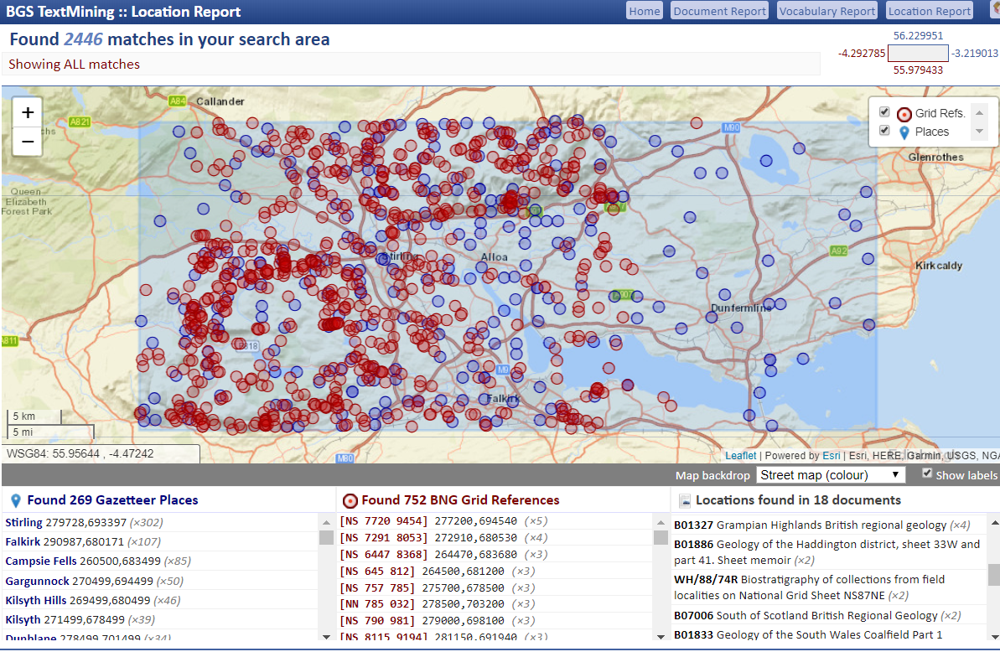 BGS TextMining :: Location Report
Home
Document Report
Vocabulary Report
Location Report
Found 2446 matches in your search area
Showing ALL matches
56.229951
-4.292785
-3.219013
55.979433
+
−
A84
Callander
A821
M90
Grid Refs.
Places
Glenrothes
Queen
Elizabeth
Forest Park
A92
Stirling
Alloa
Kirkcaldy
Dunfermline
A811
M9
Falkirk
5 km
5 mi
WSG84: 55.95644 , -4.47242
M80
Leaflet | Powered by Esri | Esri, HERE, Garmin, USGS, NGA
Map backdrop
Street map (colour)
Show labels
Found 269 Gazetteer Places
Stirling 279728,693397 (×302)
Falkirk 290987,680171 (×107)
Campsie Fells 260500,683499 (×85)
Gargunnock 270499,694499 (×50)
Kilsyth Hills 269499,680499 (×46)
Kilsyth 271499,678499 (×39)
Dunblane 278499,701499 (×34)
Found 752 BNG Grid References
[NS 7720 9454] 277200,694540 (×5)
[NS 7291 8053] 272910,680530 (×4)
[NS 6447 8368] 264470,683680 (×3)
[NS 645 812] 264500,681200 (×3)
[NS 757 785] 275700,678500 (×3)
[NN 785 032] 278500,703200 (×3)
[NS 790 981] 279000,698100 (×3)
[NS 8115 9194] 281150,691940 (×3)
Locations found in 18 documents
B01327 Grampian Highlands British regional geology (×4)
B01886 Geology of the Haddington district, sheet 33W and
part 41. Sheet memoir (×2)
WH/88/74R Biostratigraphy of collections from field
localities on National Grid Sheet NS87NE (×2)
B07006 South of Scotland British Regional Geology (×2)
B01833 Geology of the South Wales Coalfield Part 1